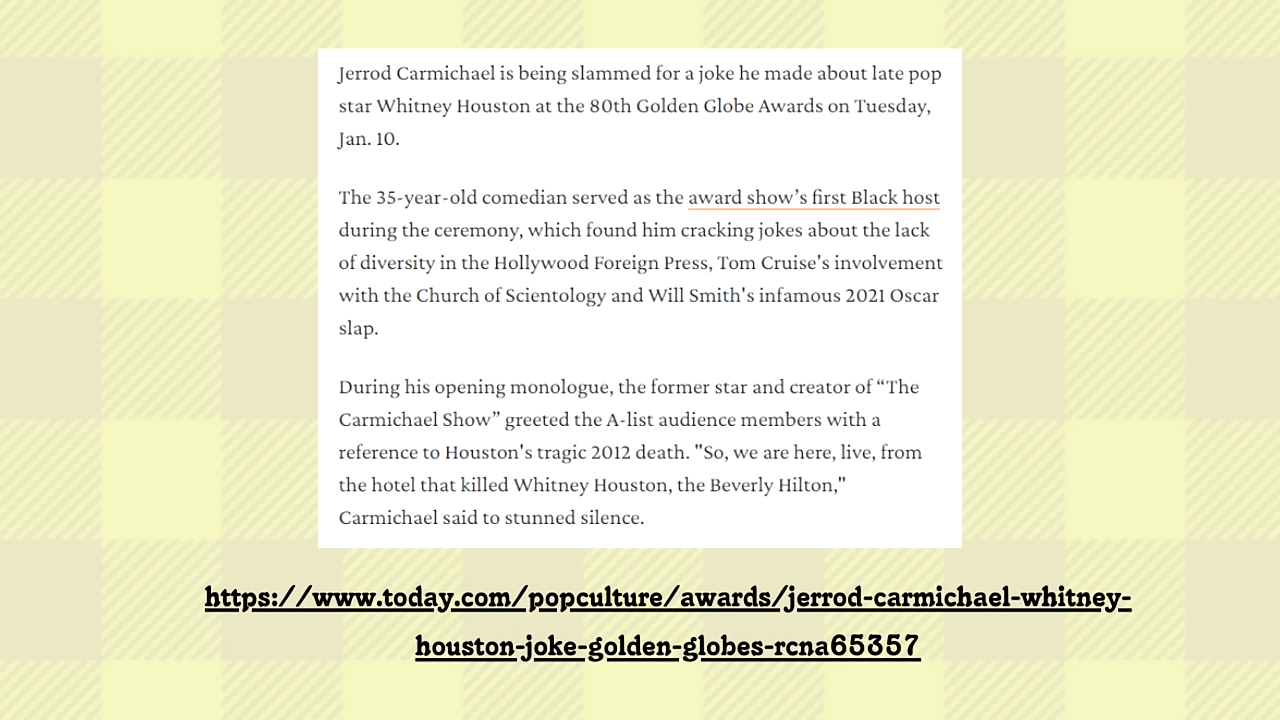 Jerrod Carmichael is being slammed for a joke he made about late pop
star Whitney Houston at the 80th Golden Globe Awards on Tuesday,
Jan. 10.
The 35-year-old comedian served as the award show’s first Black host
during the ceremony, which found him cracking jokes about the lack
of diversity in the Hollywood Foreign Press, Tom Cruise's involvement
with the Church of Scientology and Will Smith's infamous 2021 Oscar
slap.
During his opening monologue, the former star and creator of “The
Carmichael Show” greeted the A-list audience members with a
reference to Houston's tragic 2012 death. "So, we are here, live, from
the hotel that killed Whitney Houston, the Beverly Hilton,"
Carmichael said to stunned silence.
https://www.today.com/popculture/awards/jerrod-carmichael-whitney-
houston-joke-golden-globes-rcna65357